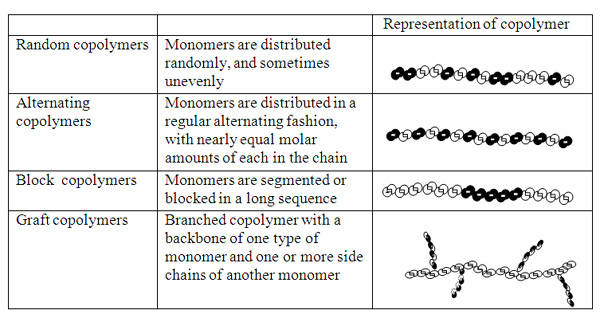 Representation of copolymer
Random copolymers
Monomers are distributed
randomly, and sometimes
unevenly
Alternating
copolymers
Monomers are distributed in a
regular alternating fashion,
with nearly equal molar
amounts of each in the chain
Block copolymers
Monomers are segmented or
blocked in a long sequence
Graft copolymers
Branched copolymer with a
backbone of one type of
monomer and one or more side
chains of another monomer